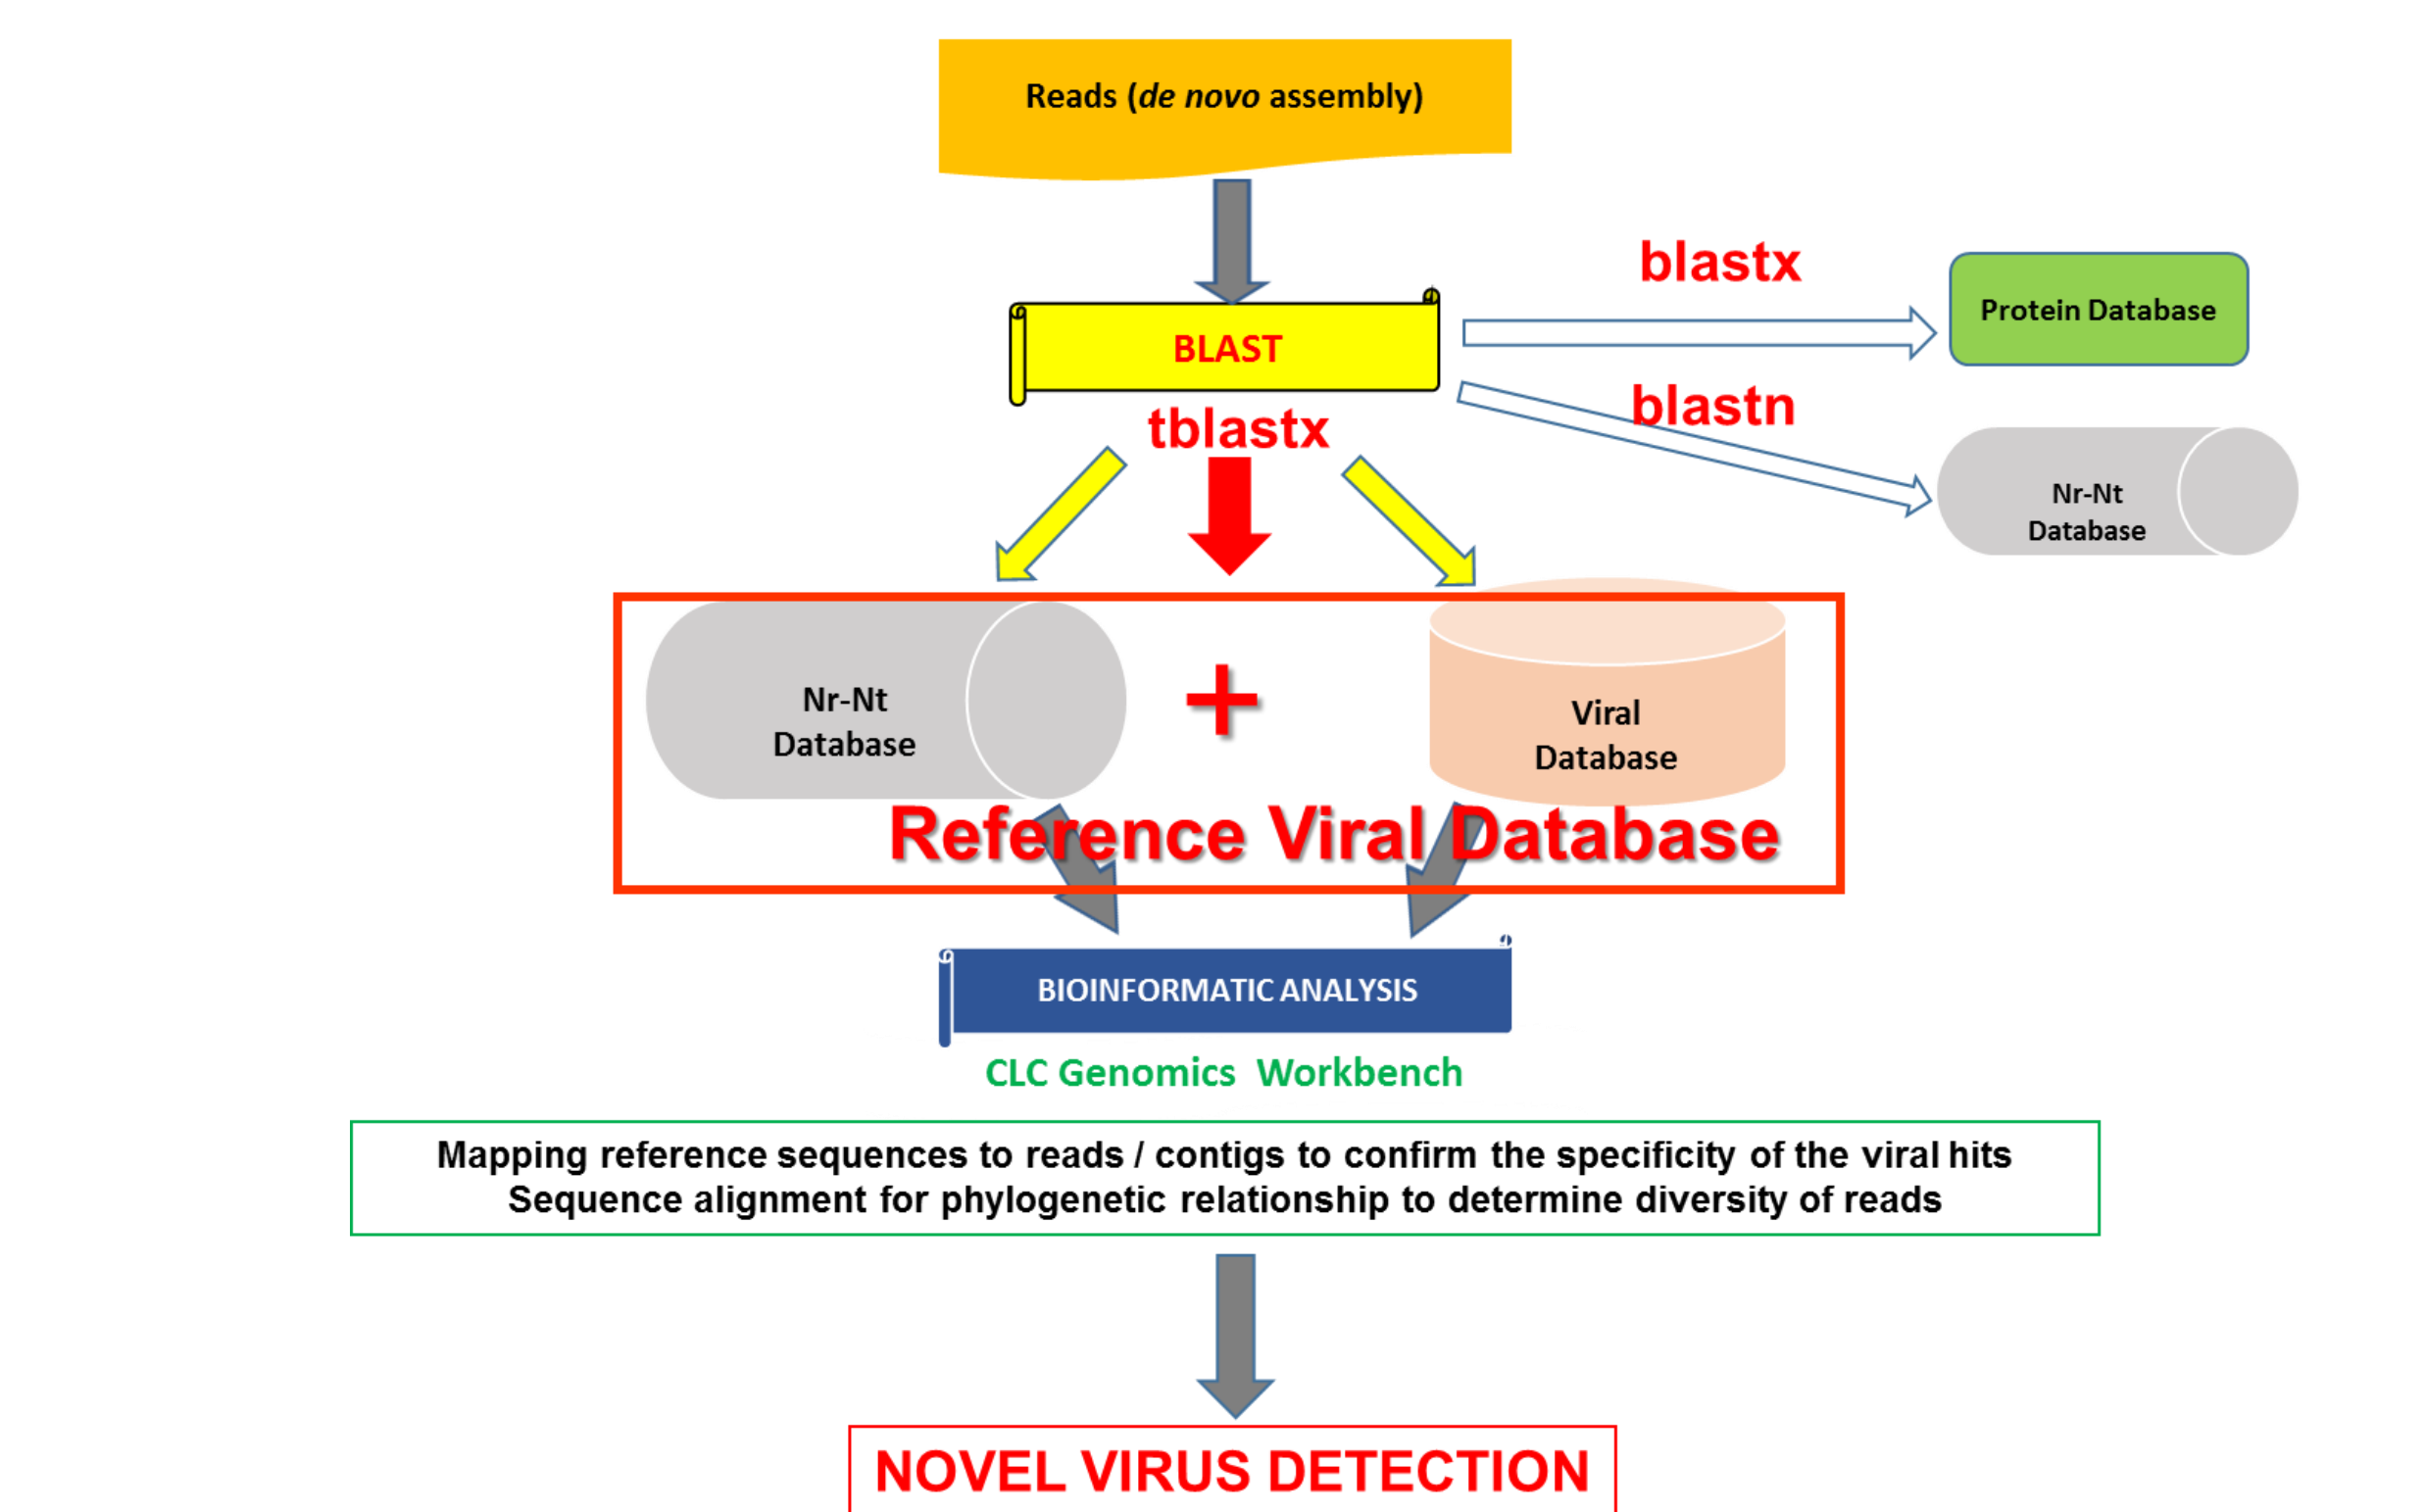 Reads (de novo assembly)
blastx
Protein Database
BLAST
blastn
tblastx
Nr-Nt
Database
Nr-Nt
Database
+
Viral
Database
Reference Viral Database
BIOINFORMATIC ANALYSIS
CLC Genomics Workbench
Mapping reference sequences to reads / contigs to confirm the specificity of the viral hits
Sequence alignment for phylogenetic relationship to determine diversity of reads
NOVEL VIRUS DETECTION